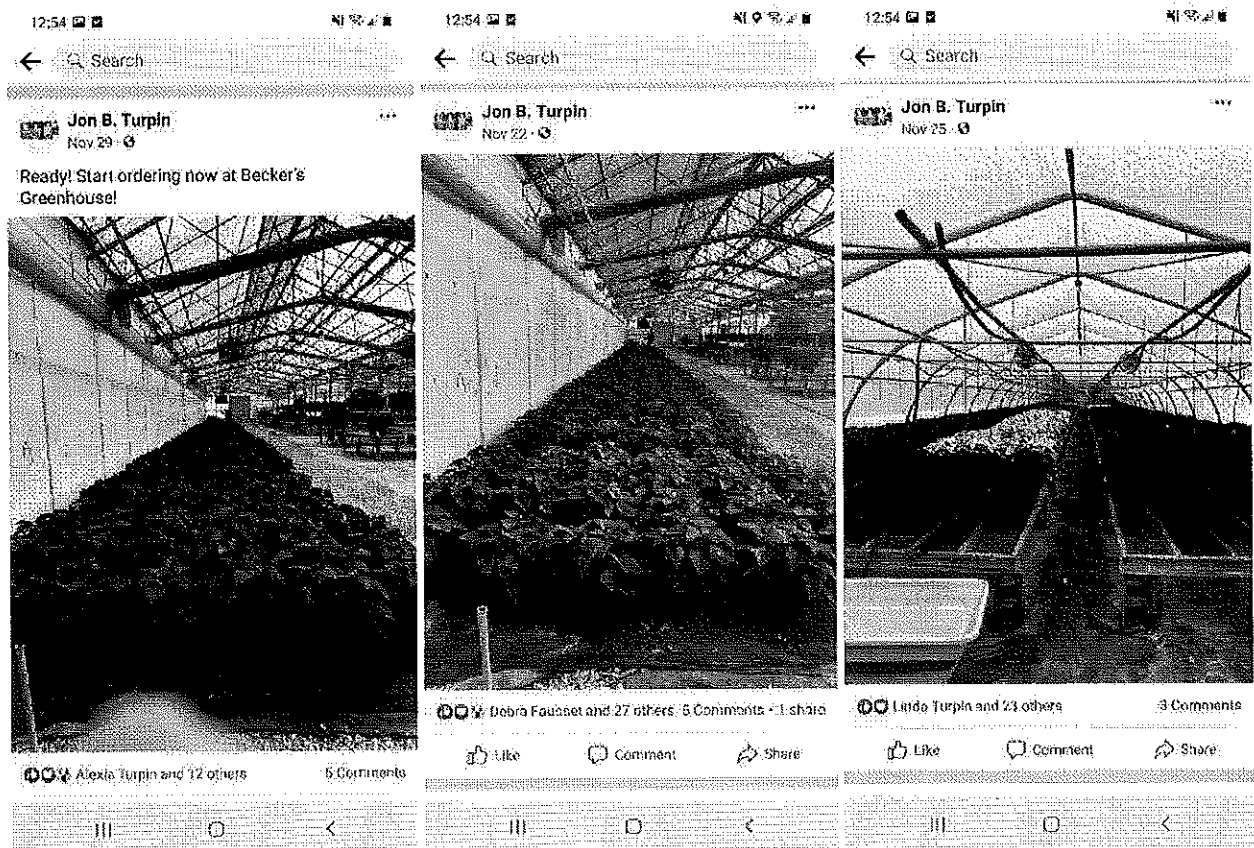 12:54
Search
Jon B. Turpin
Nov 29
Ready! Start ordering now at Becker's
Greenhouse!
Alexia Turpin and 12 others
5 Comments
12:54
Search
Jon B. Turpin
Nov 22
Debra Fausset and 27 others
5 Comments • 1 share
Like
Comment
Share
12:54
Search
Jon B. Turpin
Nov 25
Linda Turpin and 23 others
3 Comments
Like
Comment
Share